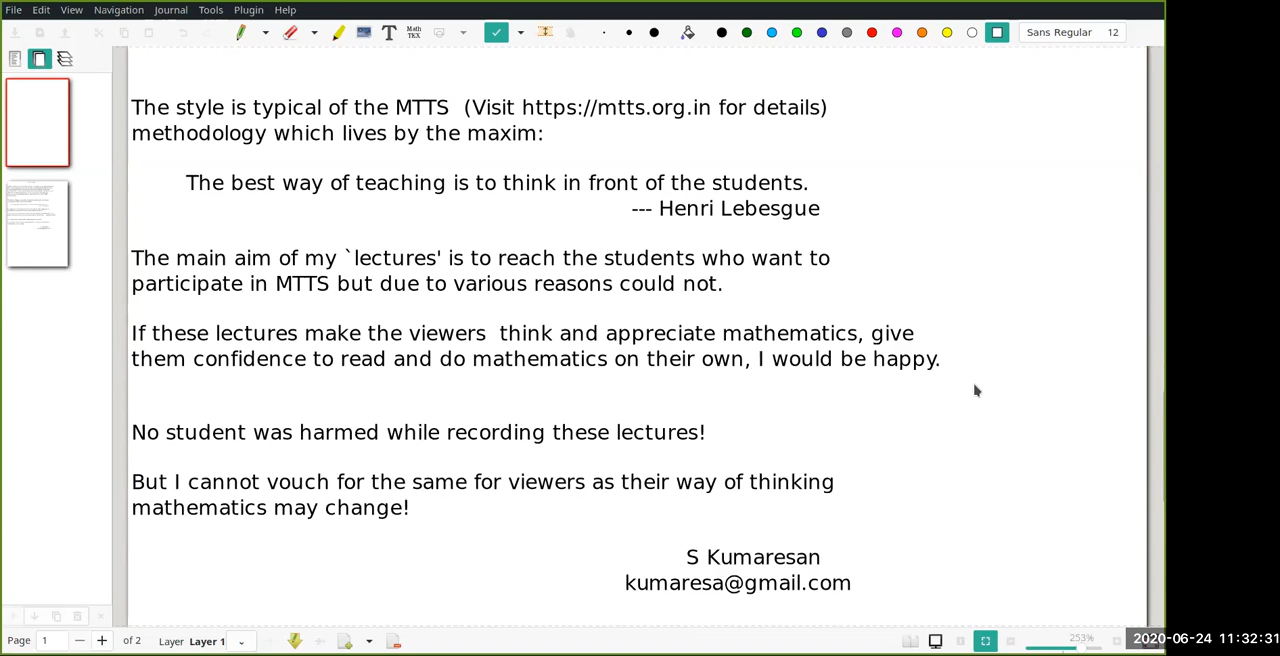 File Edit View Navigation Journal Tools Plugin Help
T Math TEX Sans Regular 12
The style is typical of the MTTS (Visit https://mtts.org.in for details)
methodology which lives by the maxim:
The best way of teaching is to think in front of the students.
--- Henri Lebesgue
The main aim of my `lectures' is to reach the students who want to
participate in MTTS but due to various reasons could not.
If these lectures make the viewers think and appreciate mathematics, give
them confidence to read and do mathematics on their own, I would be happy.
No student was harmed while recording these lectures!
But I cannot vouch for the same for viewers as their way of thinking
mathematics may change!
S Kumaresan
kumaresa@gmail.com
Page 1 of 2 Layer Layer 1 253%
2020-06-24 11:32:31